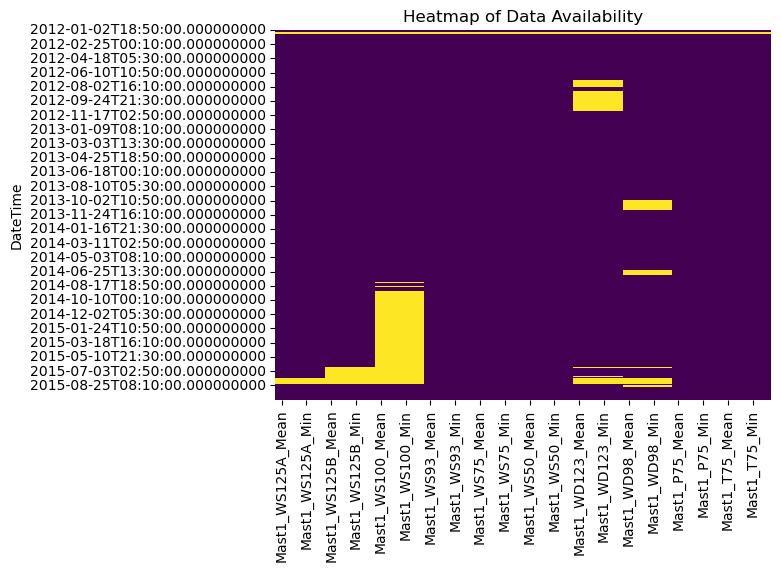 Heatmap of Data Availability
DateTime
2012-01-02T18:50:00.000000000
2012-02-25T00:10:00.000000000
2012-04-18T05:30:00.000000000
2012-06-10T10:50:00.000000000
2012-08-02T16:10:00.000000000
2012-09-24T21:30:00.000000000
2012-11-17T02:50:00.000000000
2013-01-09T08:10:00.000000000
2013-03-03T13:30:00.000000000
2013-04-25T18:50:00.000000000
2013-06-18T00:10:00.000000000
2013-08-10T05:30:00.000000000
2013-10-02T10:50:00.000000000
2013-11-24T16:10:00.000000000
2014-01-16T21:30:00.000000000
2014-03-11T02:50:00.000000000
2014-05-03T08:10:00.000000000
2014-06-25T13:30:00.000000000
2014-08-17T18:50:00.000000000
2014-10-10T00:10:00.000000000
2014-12-02T05:30:00.000000000
2015-01-24T10:50:00.000000000
2015-03-18T16:10:00.000000000
2015-05-10T21:30:00.000000000
2015-07-03T02:50:00.000000000
2015-08-25T08:10:00.000000000
Mast1_WS125A_Mean
Mast1_WS125A_Min
Mast1_WS125B_Mean
Mast1_WS125B_Min
Mast1_WS100_Mean
Mast1_WS100_Min
Mast1_WS93_Mean
Mast1_WS93_Min
Mast1_WS75_Mean
Mast1_WS75_Min
Mast1_WS50_Mean
Mast1_WS50_Min
Mast1_WD123_Mean
Mast1_WD123_Min
Mast1_WD98_Mean
Mast1_WD98_Min
Mast1_P75_Mean
Mast1_P75_Min
Mast1_T75_Mean
Mast1_T75_Min